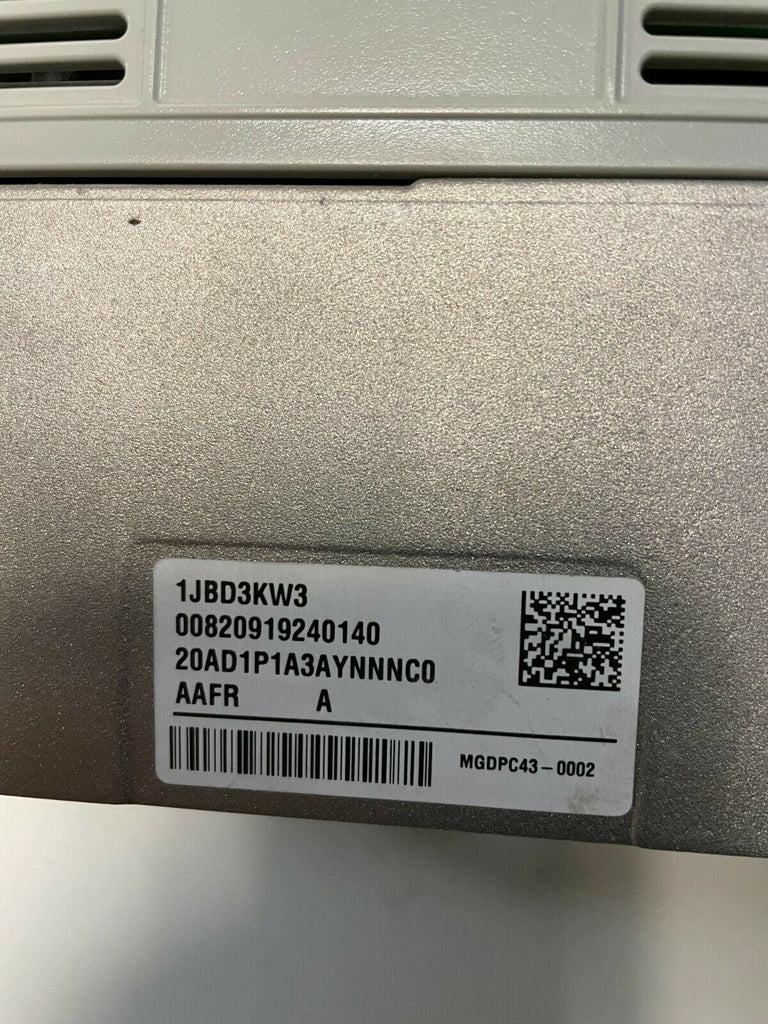 1JBD3KW3
00820919240140
20AD1P1A3AYNNNC0
AAFR A
MGDPC43-0002